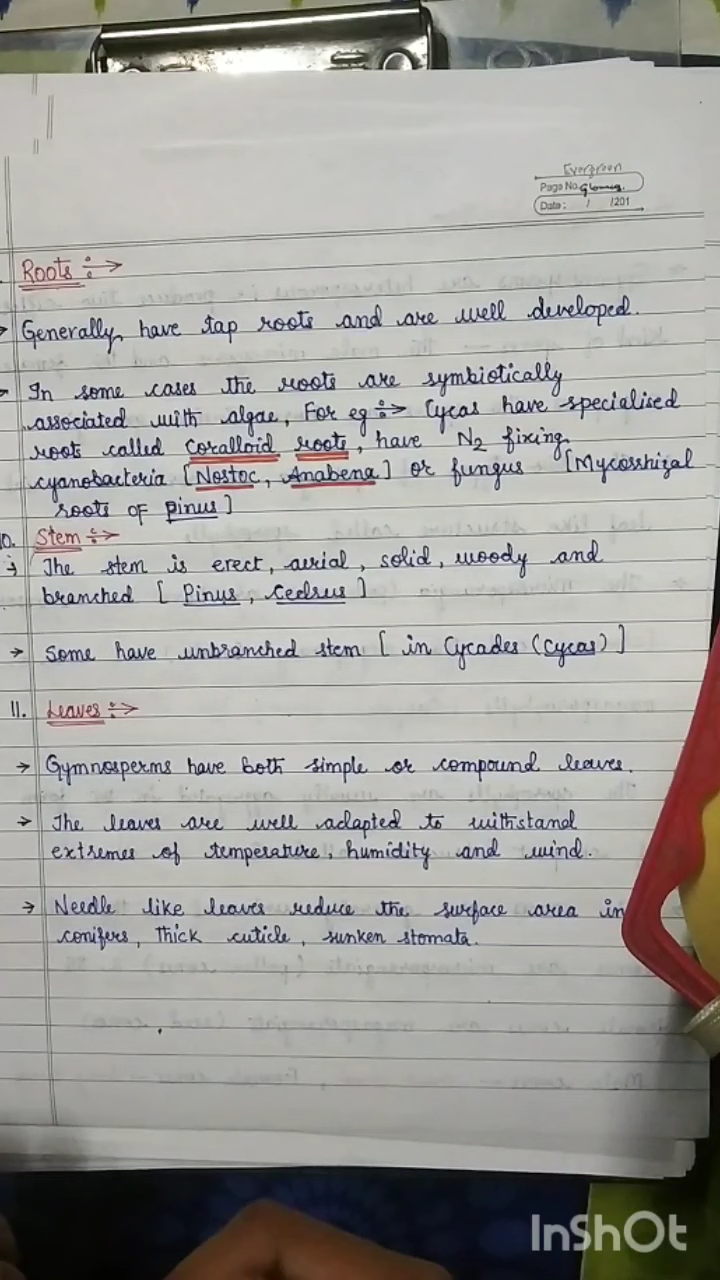 Evergreen
Page No.
Date : / /201
Roots ÷>
→ Generally have tap roots and are well developed.
→ In some cases the roots are symbiotically
associated with algae, For eg ÷> Cycas have specialised
roots called Coralloid roots, have N2 fixing
cyanobacteria [Nostoc, Anabena] or fungus [Mycorrhizal
roots of pinus]
10. Stem ÷>
→ The stem is erect, aerial, solid, woody and
branched [Pinus, Cedrus]
→ Some have unbranched stem [in Cycades (Cycas)]
11. Leaves ÷>
→ Gymnosperms have both simple or compound leaves.
→ The leaves are well adapted to withstand
extremes of temperature, humidity and wind.
→ Needle like leaves reduce the surface area in
conifers, thick cuticle, sunken stomata.
InShOt